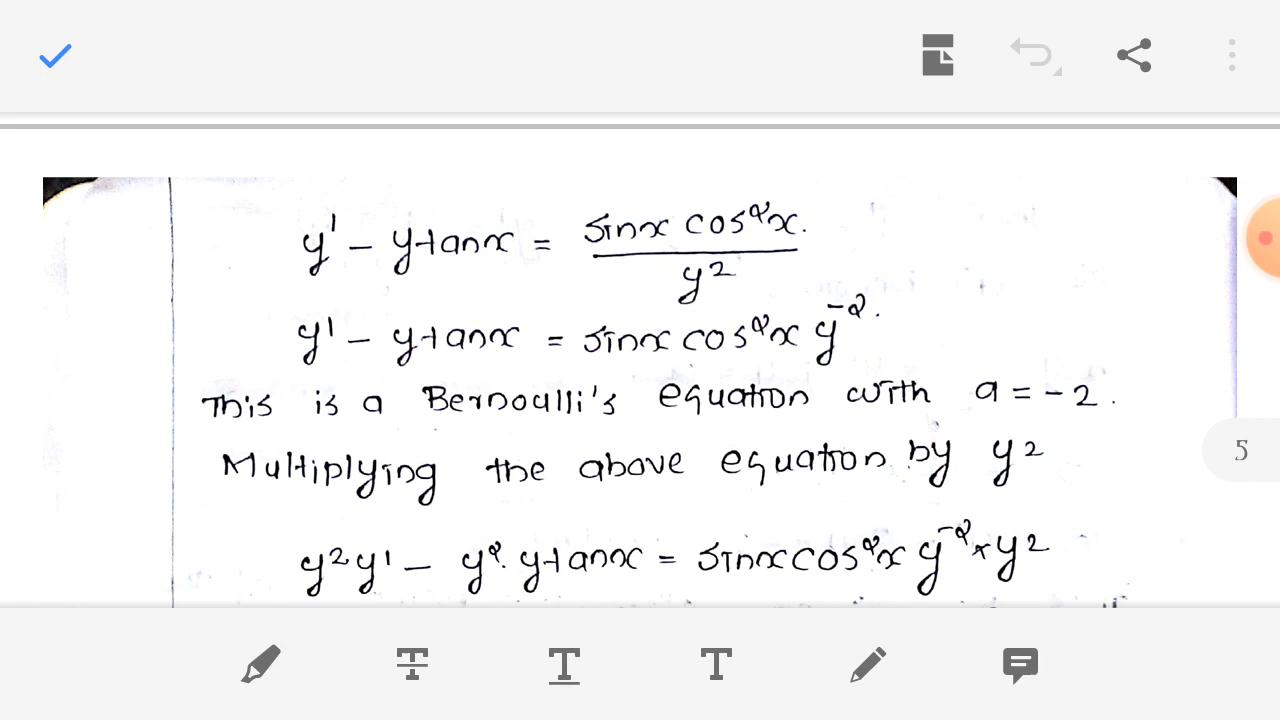 y' - y tanx = sinx cos²x. / y²
y' - y tanx = sinx cos²x y⁻².
This is a Bernoulli's equation with a = -2.
Multiplying the above equation by y²
5
y²y' - y². y tanx = sinx cos²x y⁻² × y²